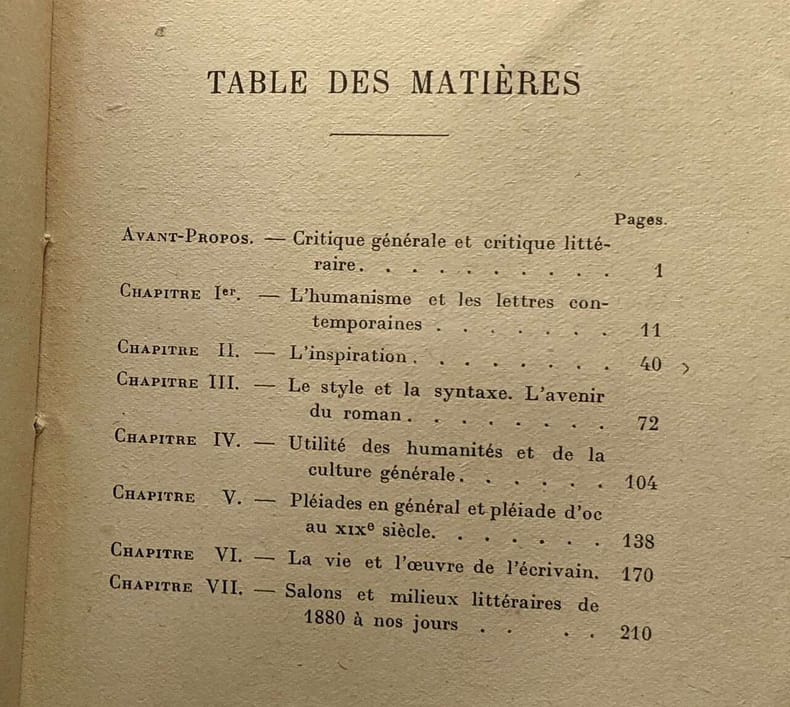 TABLE DES MATIÈRES
Pages.
AVANT-PROPOS. — Critique générale et critique litté-
raire. . . . . . . . . . 1
CHAPITRE Ier. — L'humanisme et les lettres con-
temporaines . . . . . . . 11
CHAPITRE II. — L'inspiration. . . . . . . . 40
CHAPITRE III. — Le style et la syntaxe. L'avenir
du roman. . . . . . . . 72
CHAPITRE IV. — Utilité des humanités et de la
culture générale. . . . . . 104
CHAPITRE V. — Pléiades en général et pléiade d'oc
au XIXe siècle. . . . . . . 138
CHAPITRE VI. — La vie et l'œuvre de l'écrivain. 170
CHAPITRE VII. — Salons et milieux littéraires de
1880 à nos jours . . . . 210